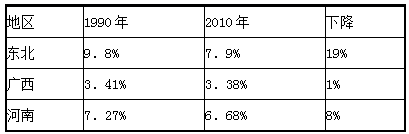 地区 1990年 2010年 下降
东北 9．8% 7．9% 19%
广西 3．41% 3．38% 1%
河南 7．27% 6．68% 8%